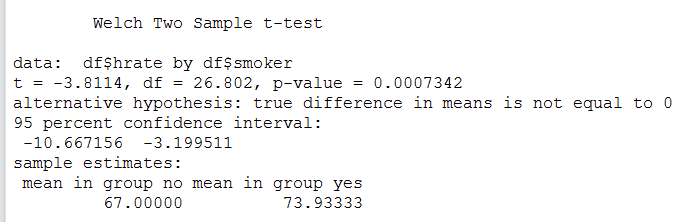 Welch Two Sample t-test
data:  df$hrate by df$smoker
t = -3.8114, df = 26.802, p-value = 0.0007342
alternative hypothesis: true difference in means is not equal to 0
95 percent confidence interval:
 -10.667156  -3.199511
sample estimates:
 mean in group no mean in group yes
         67.00000          73.93333